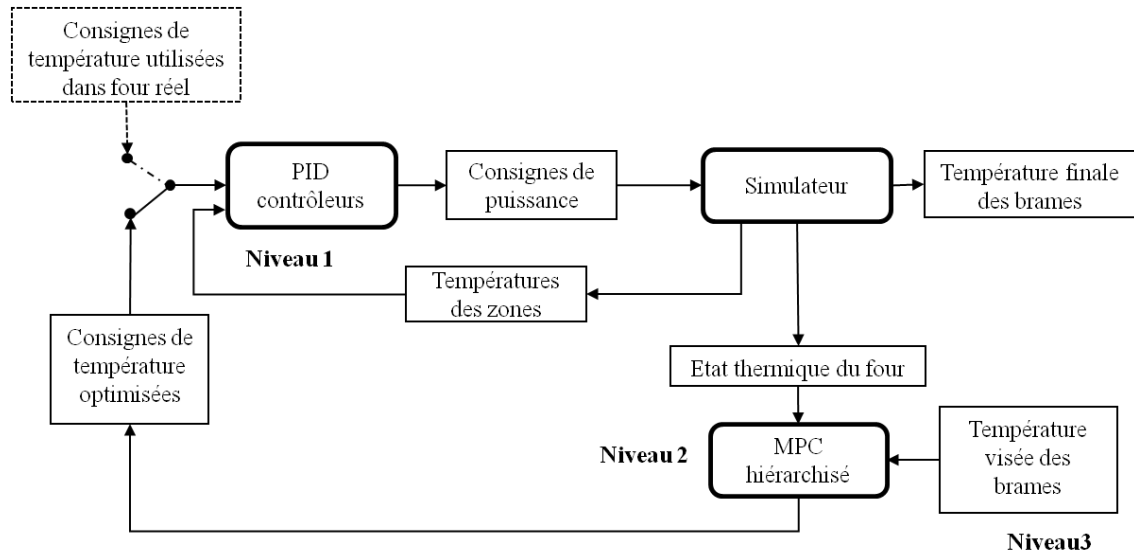 Consignes de
température utilisées
dans four réel
PID
contrôleurs
Consignes de
puissance
Simulateur
Température finale
des brames
Niveau 1
Températures
des zones
Consignes de
température
optimisées
Etat thermique du four
Niveau 2
MPC
hiérarchisé
Température
visée des
brames
Niveau3